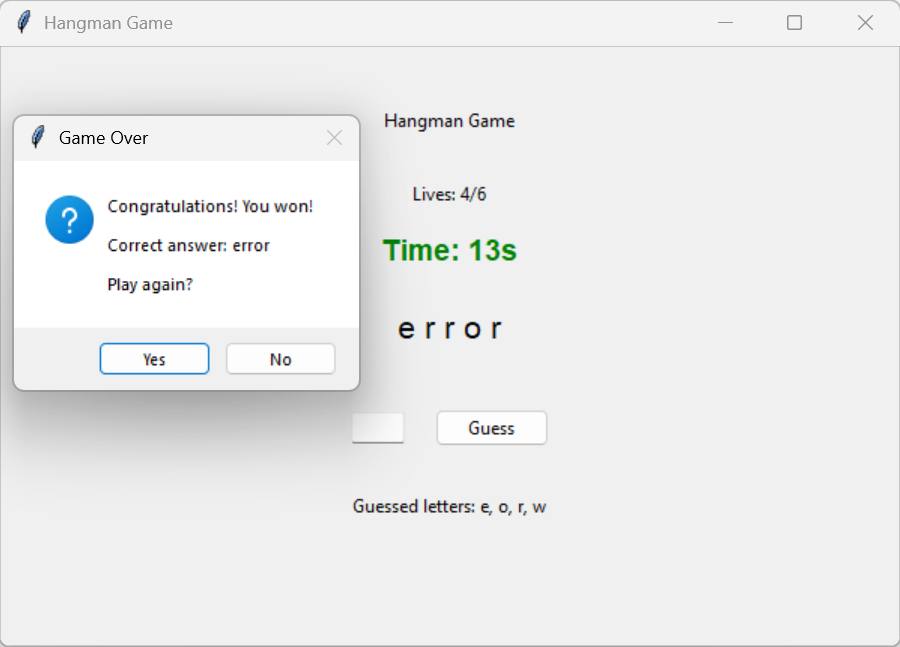 Hangman Game
Game Over
Congratulations! You won!
Correct answer: error
Play again?
Yes No
Hangman Game
Lives: 4/6
Time: 13s
e r r o r
Guess
Guessed letters: e, o, r, w